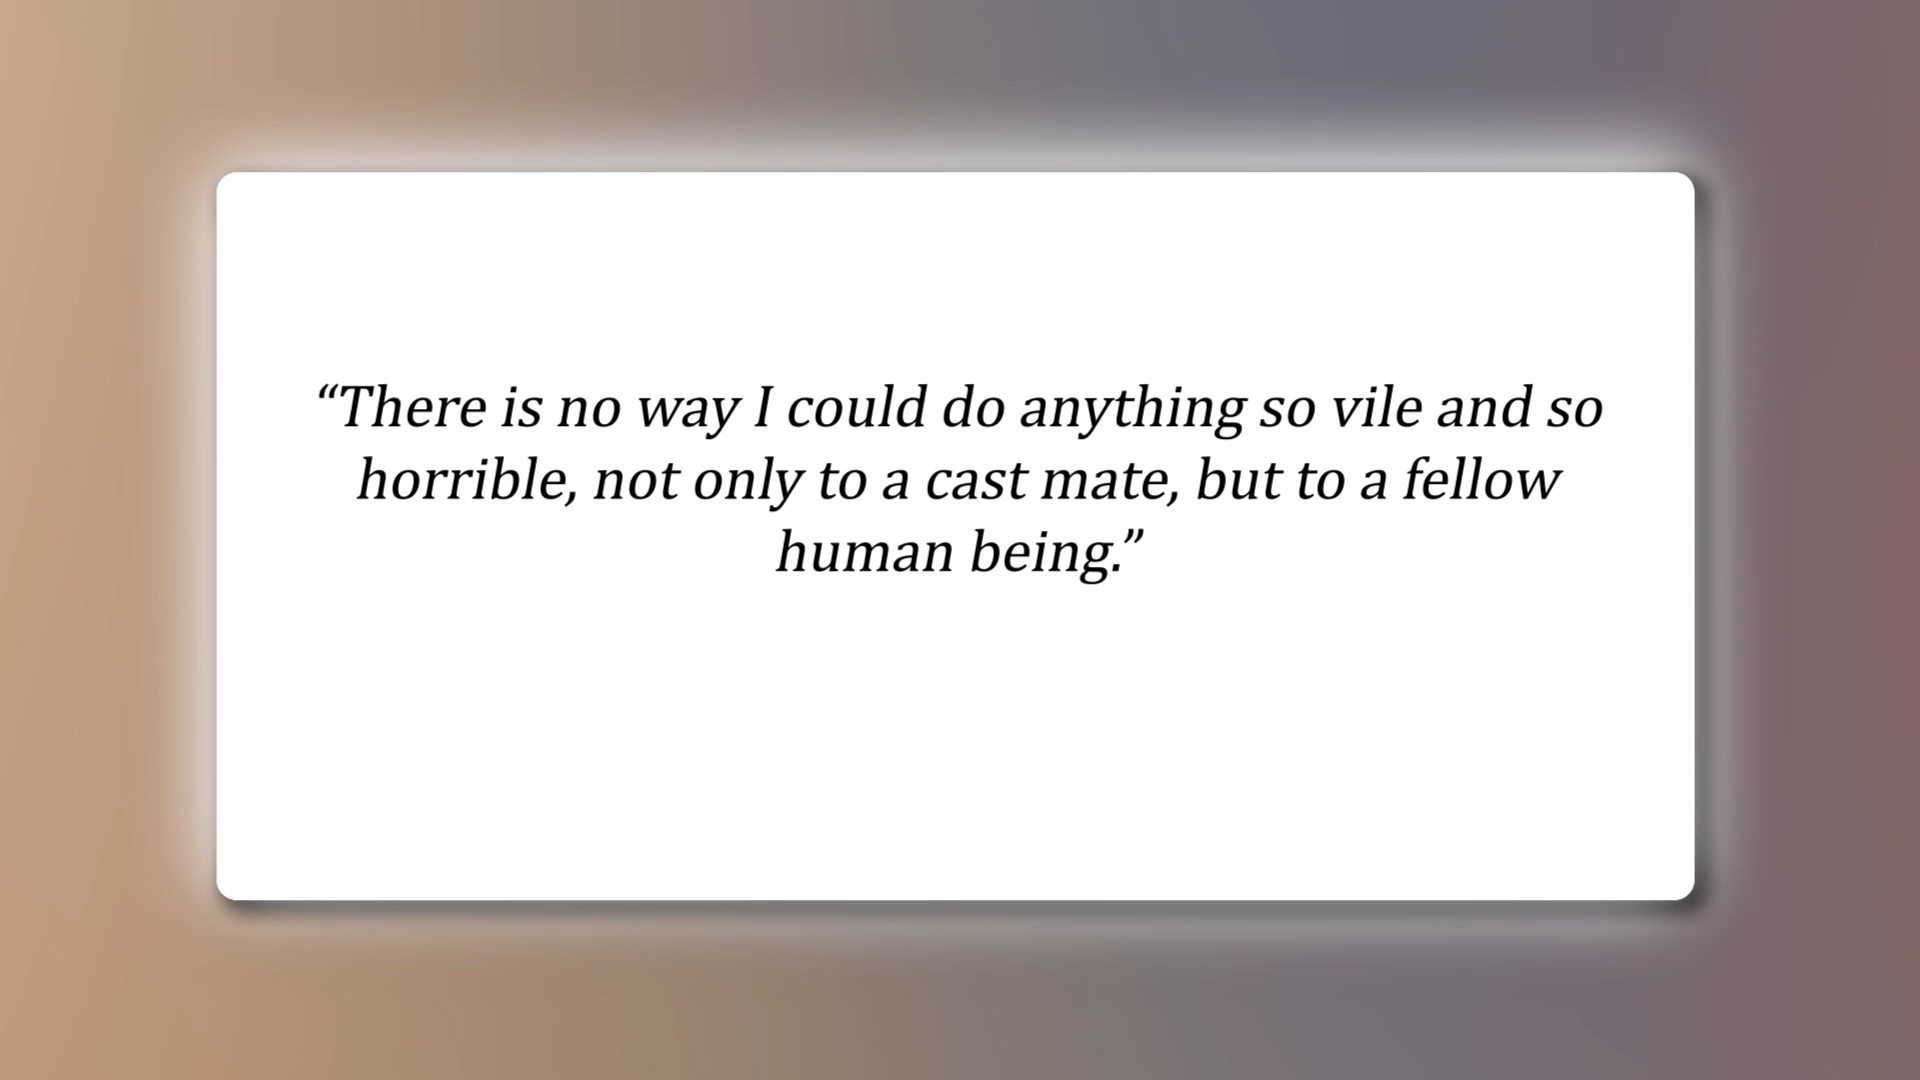 “There is no way I could do anything so vile and so
horrible, not only to a cast mate, but to a fellow
human being.”